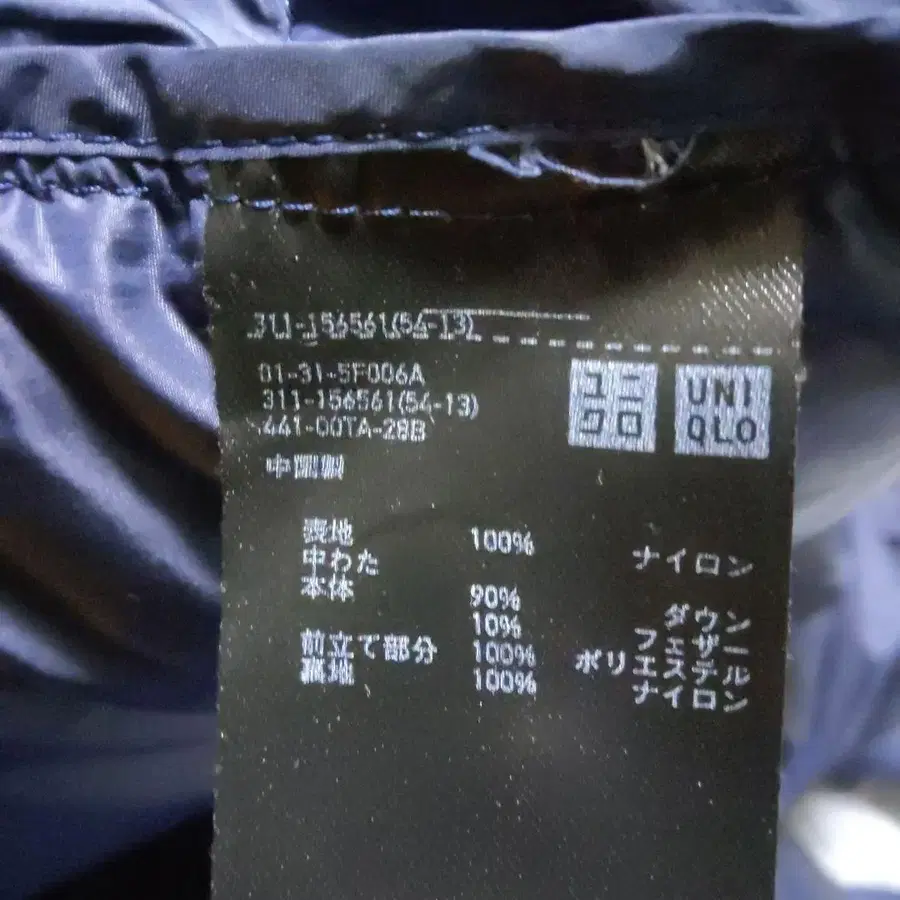 311-156561(54-13)
01-31-5F006A
311-156561(54-13)
441-00TA-28B
中国製
ユニ
クロ
UNI
QLO
表地 100% ナイロン
中わた
本体 90% ダウン
10% フェザー
前立て部分 100% ポリエステル
裏地 100% ナイロン